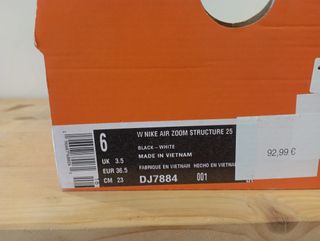 6
W NIKE AIR ZOOM STRUCTURE 25
UK 3.5
BLACK-WHITE
EUR 36.5
MADE IN VIETNAM
FABRIQUE EN VIETNAM HECHO EN VIETNAM
CM 23
DJ7884 001
92,99 €